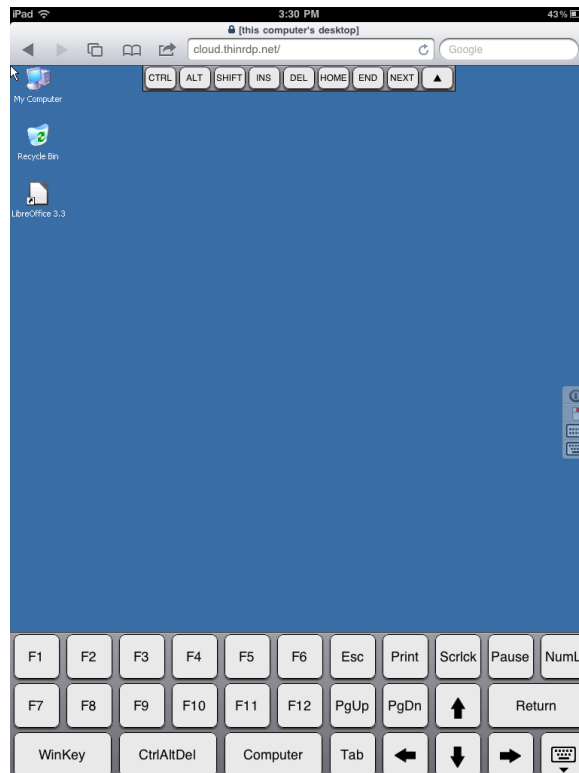 iPad 3:30 PM 43%
[this computer's desktop]
cloud.thinrdp.net/ Google
CTRL ALT SHIFT INS DEL HOME END NEXT
My Computer
Recycle Bin
LibreOffice 3.3
F1 F2 F3 F4 F5 F6 Esc Print Scrlck Pause NumL
F7 F8 F9 F10 F11 F12 PgUp PgDn Return
WinKey CtrlAltDel Computer Tab